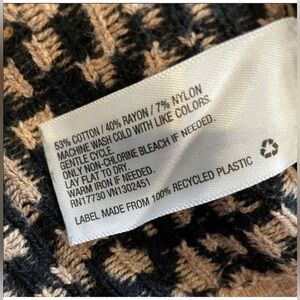 53% COTTON / 40% RAYON / 7% NYLON
MACHINE WASH COLD WITH LIKE COLORS.
GENTLE CYCLE.
ONLY NON-CHLORINE BLEACH IF NEEDED.
LAY FLAT TO DRY.
WARM IRON IF NEEDED.
RN17730 VN1302451
LABEL MADE FROM 100% RECYCLED PLASTIC